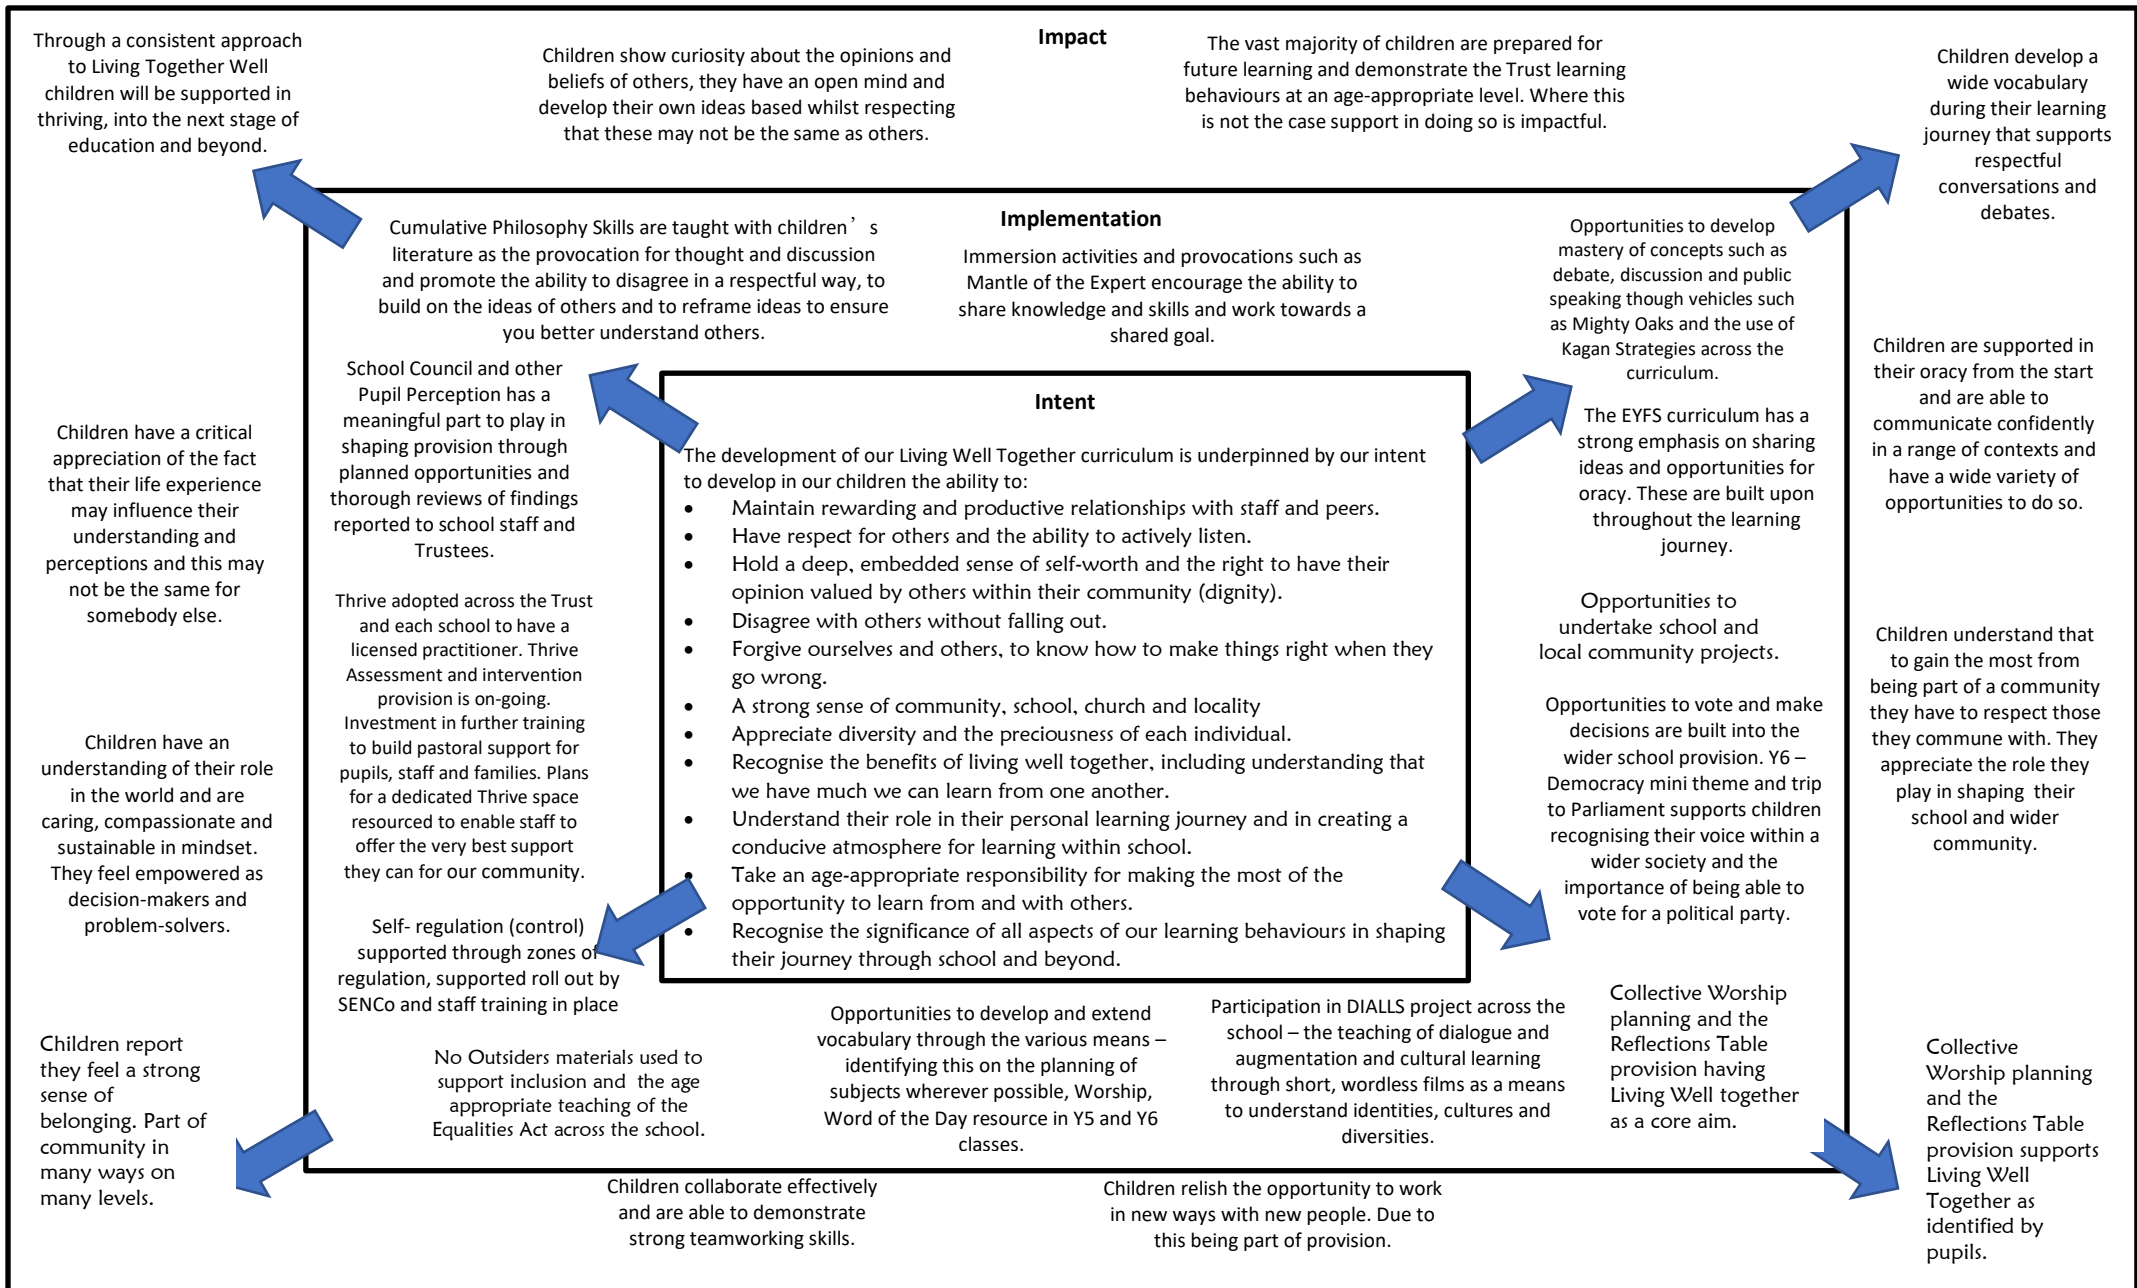 Impact
Through a consistent approach
to Living Together Well
children will be supported in
thriving, into the next stage of
education and beyond.
Children show curiosity about the opinions and
beliefs of others, they have an open mind and
develop their own ideas based whilst respecting
that these may not be the same as others.
The vast majority of children are prepared for
future learning and demonstrate the Trust learning
behaviours at an age-appropriate level. Where this
is not the case support in doing so is impactful.
Children develop a
wide vocabulary
during their learning
journey that supports
respectful
conversations and
debates.
Children have a critical
appreciation of the fact
that their life experience
may influence their
understanding and
perceptions and this may
not be the same for
somebody else.
Children have an
understanding of their role
in the world and are
caring, compassionate and
sustainable in mindset.
They feel empowered as
decision-makers and
problem-solvers.
Children report
they feel a strong
sense of
belonging. Part of
community in
many ways on
many levels.
Implementation
Cumulative Philosophy Skills are taught with children’s
literature as the provocation for thought and discussion
and promote the ability to disagree in a respectful way, to
build on the ideas of others and to reframe ideas to ensure
you better understand others.
Immersion activities and provocations such as
Mantle of the Expert encourage the ability to
share knowledge and skills and work towards a
shared goal.
Opportunities to develop
mastery of concepts such as
debate, discussion and public
speaking though vehicles such
as Mighty Oaks and the use of
Kagan Strategies across the
curriculum.
School Council and other
Pupil Perception has a
meaningful part to play in
shaping provision through
planned opportunities and
thorough reviews of findings
reported to school staff and
Trustees.
Thrive adopted across the Trust
and each school to have a
licensed practitioner. Thrive
Assessment and intervention
provision is on-going.
Investment in further training
to build pastoral support for
pupils, staff and families. Plans
for a dedicated Thrive space
resourced to enable staff to
offer the very best support
they can for our community.
Self- regulation (control)
supported through zones of
regulation, supported roll out by
SENCo and staff training in place
No Outsiders materials used to
support inclusion and the age
appropriate teaching of the
Equalities Act across the school.
Intent
The development of our Living Well Together curriculum is underpinned by our intent
to develop in our children the ability to:
• Maintain rewarding and productive relationships with staff and peers.
• Have respect for others and the ability to actively listen.
• Hold a deep, embedded sense of self-worth and the right to have their
opinion valued by others within their community (dignity).
• Disagree with others without falling out.
• Forgive ourselves and others, to know how to make things right when they
go wrong.
• A strong sense of community, school, church and locality
• Appreciate diversity and the preciousness of each individual.
• Recognise the benefits of living well together, including understanding that
we have much we can learn from one another.
• Understand their role in their personal learning journey and in creating a
conducive atmosphere for learning within school.
• Take an age-appropriate responsibility for making the most of the
opportunity to learn from and with others.
• Recognise the significance of all aspects of our learning behaviours in shaping
their journey through school and beyond.
The EYFS curriculum has a
strong emphasis on sharing
ideas and opportunities for
oracy. These are built upon
throughout the learning
journey.
Opportunities to
undertake school and
local community projects.
Opportunities to vote and make
decisions are built into the
wider school provision. Y6 –
Democracy mini theme and trip
to Parliament supports children
recognising their voice within a
wider society and the
importance of being able to
vote for a political party.
Opportunities to develop and extend
vocabulary through the various means –
identifying this on the planning of
subjects wherever possible, Worship,
Word of the Day resource in Y5 and Y6
classes.
Participation in DIALLS project across the
school – the teaching of dialogue and
augmentation and cultural learning
through short, wordless films as a means
to understand identities, cultures and
diversities.
Collective Worship
planning and the
Reflections Table
provision having
Living Well together
as a core aim.
Children are supported in
their oracy from the start
and are able to
communicate confidently
in a range of contexts and
have a wide variety of
opportunities to do so.
Children understand that
to gain the most from
being part of a community
they have to respect those
they commune with. They
appreciate the role they
play in shaping their
school and wider
community.
Collective
Worship planning
and the
Reflections Table
provision supports
Living Well
Together as
identified by
pupils.
Children collaborate effectively
and are able to demonstrate
strong teamworking skills.
Children relish the opportunity to work
in new ways with new people. Due to
this being part of provision.